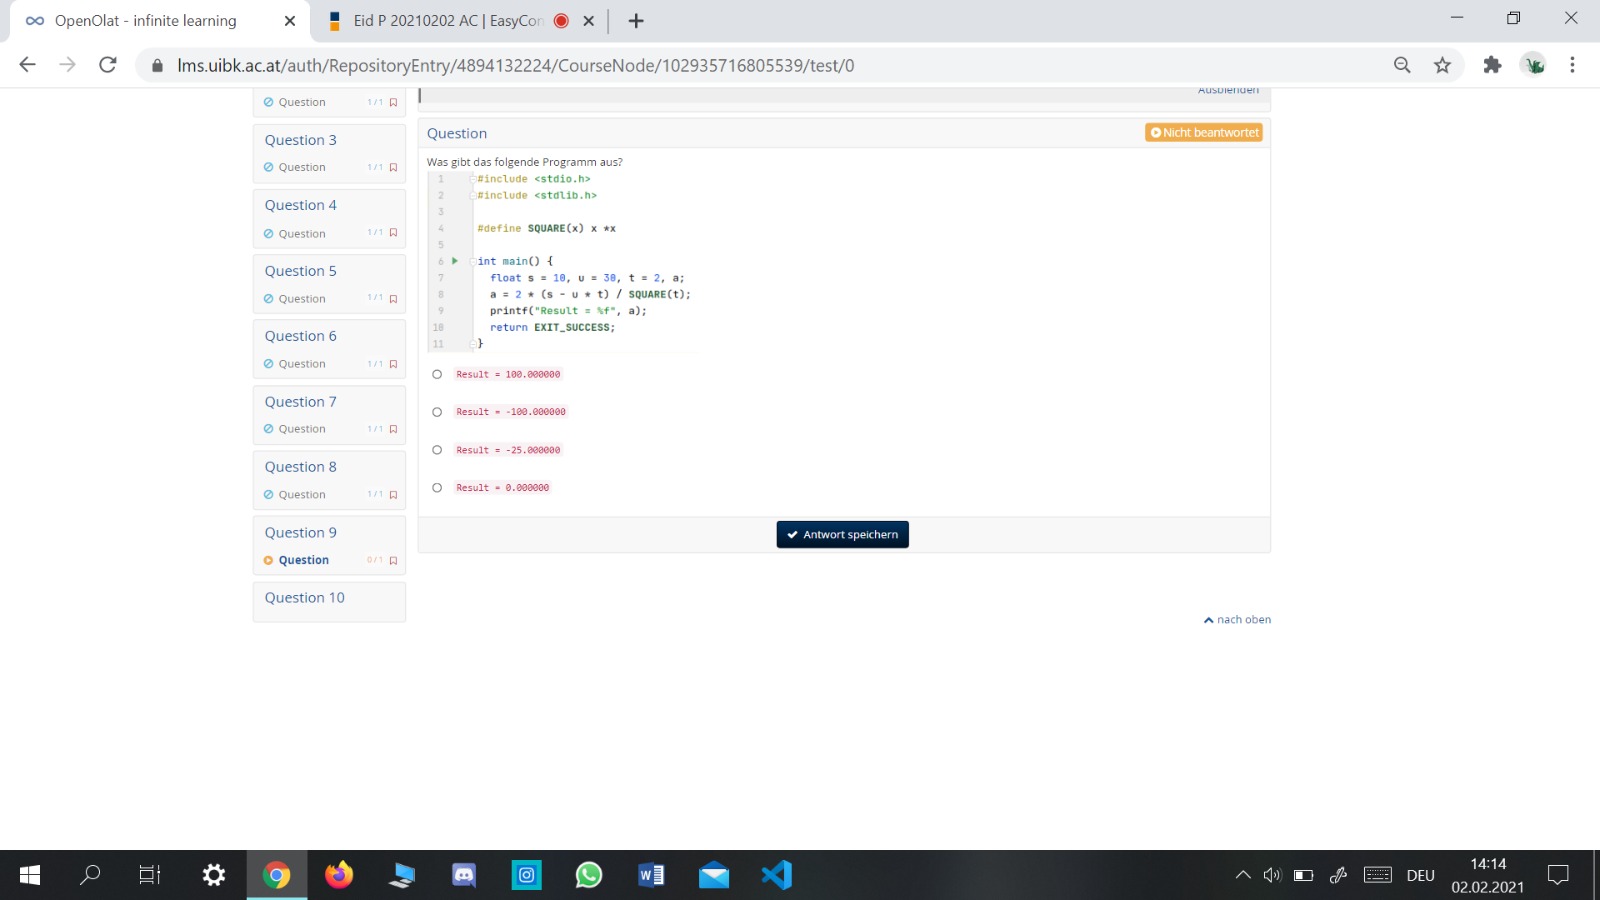 OpenOlat - infinite learning
Eid P 20210202 AC | EasyCon
lms.uibk.ac.at/auth/RepositoryEntry/4894132224/CourseNode/102935716805539/test/0
Question 1/1
Question 3
Question 1/1
Question 4
Question 1/1
Question 5
Question 1/1
Question 6
Question 1/1
Question 7
Question 1/1
Question 8
Question 1/1
Question 9
Question 0/1
Question 10
Ausblenden
Question
Nicht beantwortet
Was gibt das folgende Programm aus?
1 #include <stdio.h>
2 #include <stdlib.h>
3
4 #define SQUARE(x) x *x
5
6 int main() {
7 float s = 10, u = 30, t = 2, a;
8 a = 2 * (s - u * t) / SQUARE(t);
9 printf("Result = %f", a);
10 return EXIT_SUCCESS;
11 }
Result = 100.000000
Result = -100.000000
Result = -25.000000
Result = 0.000000
Antwort speichern
nach oben
DEU
14:14
02.02.2021